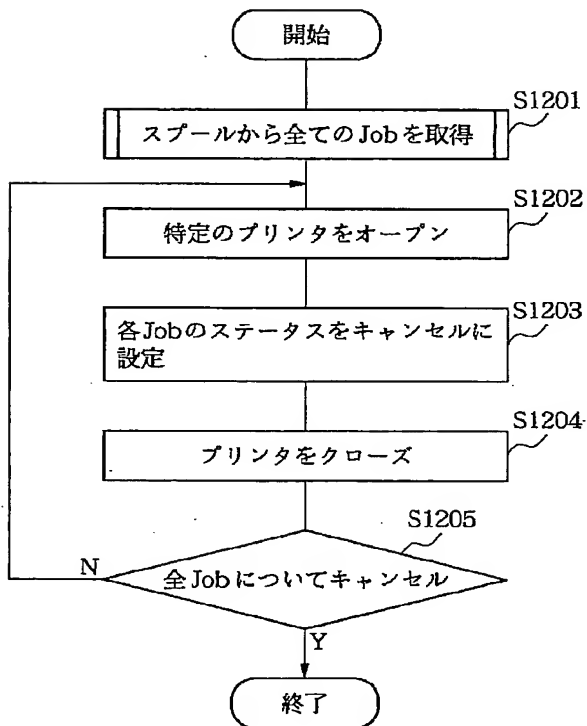 開始
S1201
スプールから全てのJobを取得
S1202
特定のプリンタをオープン
S1203
各Jobのステータスをキャンセルに
設定
S1204
プリンタをクローズ
S1205
全Jobについてキャンセル
N
Y
終了